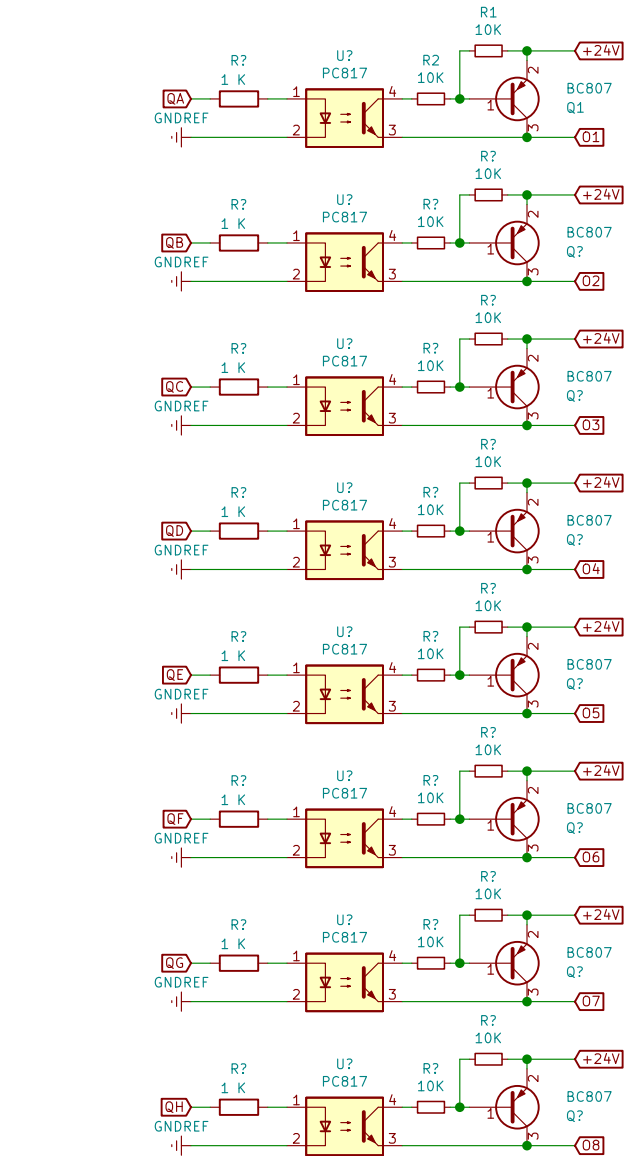 R1
10K
+24V
R?
1 K
U?
PC817
R2
10K
2
BC807
Q1
QA
1
4
1
GNDREF
2
3
3
O1
R?
10K
+24V
R?
1 K
U?
PC817
R?
10K
2
BC807
Q?
QB
1
4
1
GNDREF
2
3
3
O2
R?
10K
+24V
R?
1 K
U?
PC817
R?
10K
2
BC807
Q?
QC
1
4
1
GNDREF
2
3
3
O3
R?
10K
+24V
R?
1 K
U?
PC817
R?
10K
2
BC807
Q?
QD
1
4
1
GNDREF
2
3
3
O4
R?
10K
+24V
R?
1 K
U?
PC817
R?
10K
2
BC807
Q?
QE
1
4
1
GNDREF
2
3
3
O5
R?
10K
+24V
R?
1 K
U?
PC817
R?
10K
2
BC807
Q?
QF
1
4
1
GNDREF
2
3
3
O6
R?
10K
+24V
R?
1 K
U?
PC817
R?
10K
2
BC807
Q?
QG
1
4
1
GNDREF
2
3
3
O7
R?
10K
+24V
R?
1 K
U?
PC817
R?
10K
2
BC807
Q?
QH
1
4
1
GNDREF
2
3
3
O8